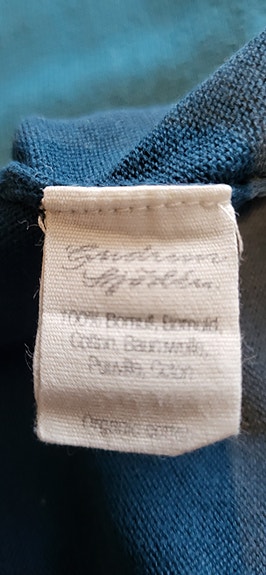 Gudrun
Sjödén
100% Bomull, Bomuld,
Cotton, Baumwolle,
Puuvilla, Coton
Organic cotton